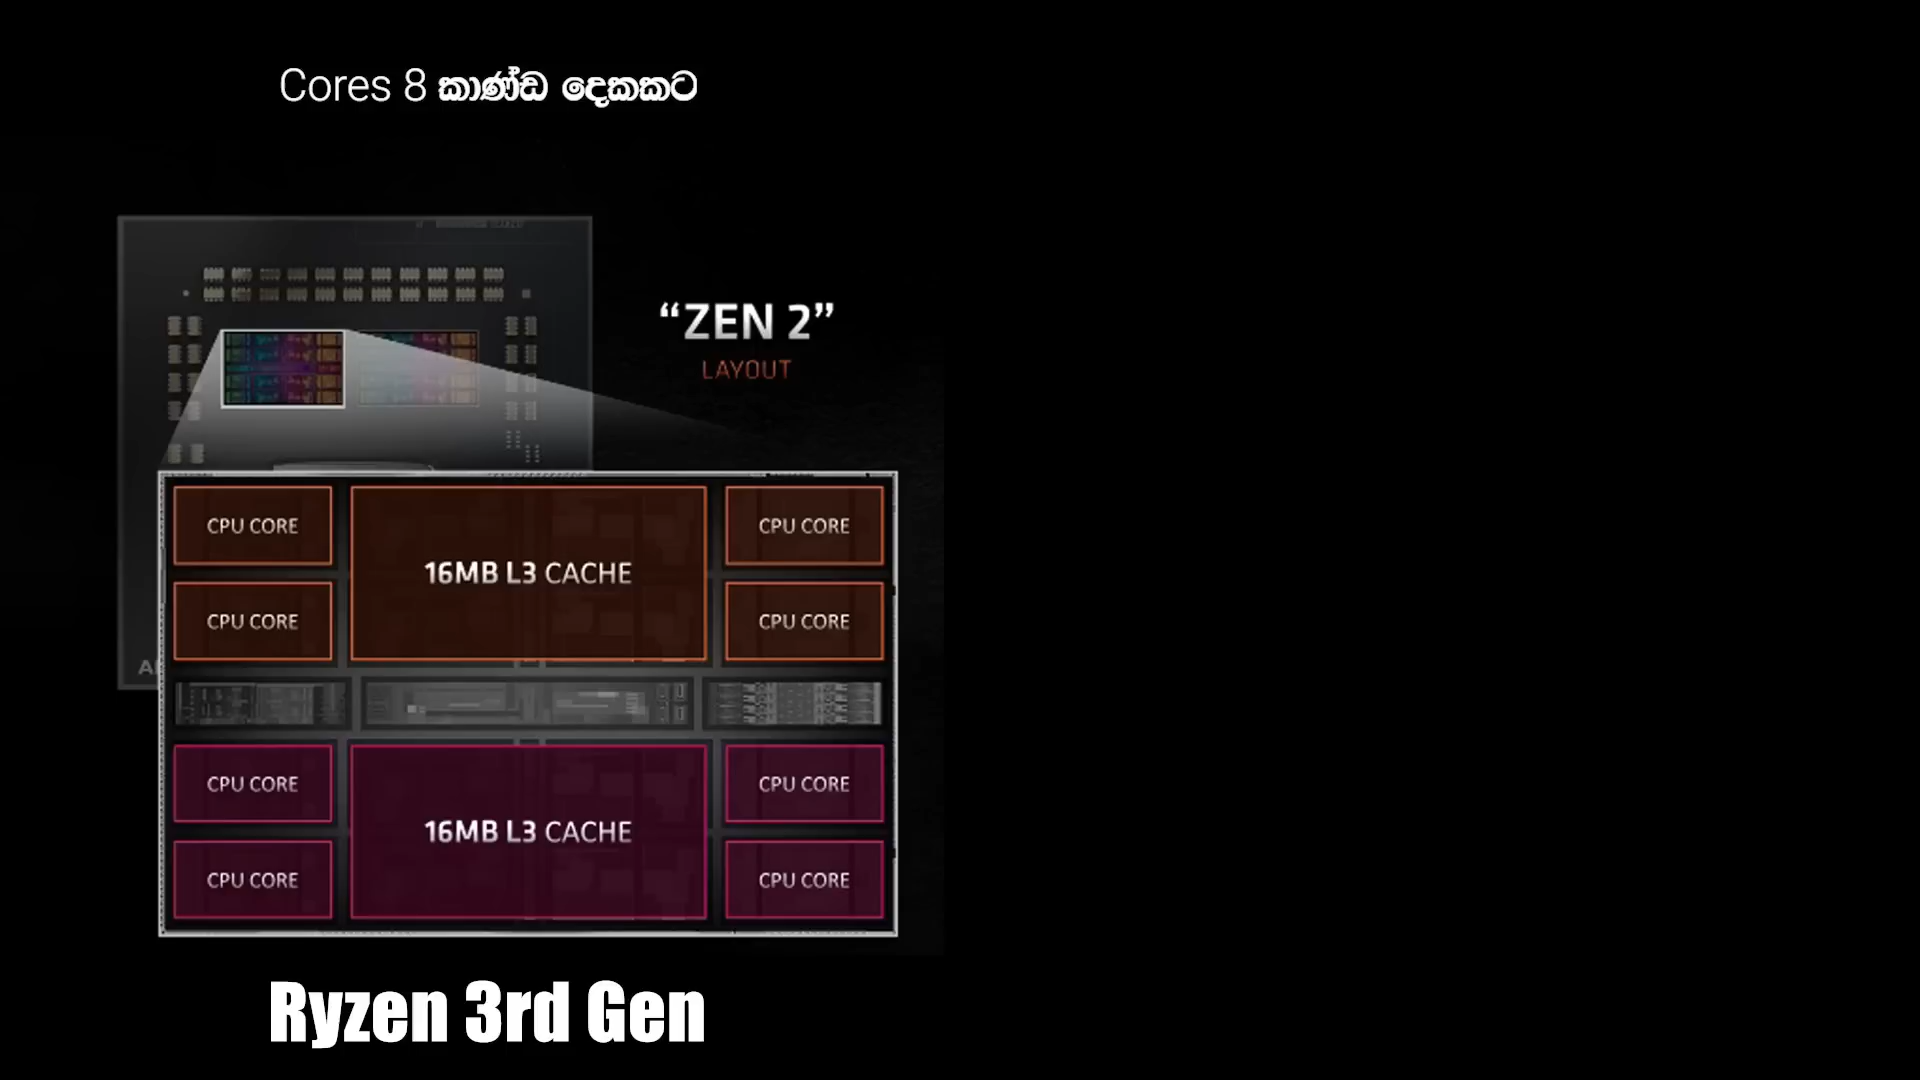 Cores 8 කාණ්ඩ දෙකකට
“ZEN 2”
LAYOUT
CPU CORE
16MB L3 CACHE
CPU CORE
CPU CORE
CPU CORE
CPU CORE
16MB L3 CACHE
CPU CORE
CPU CORE
CPU CORE
Ryzen 3rd Gen